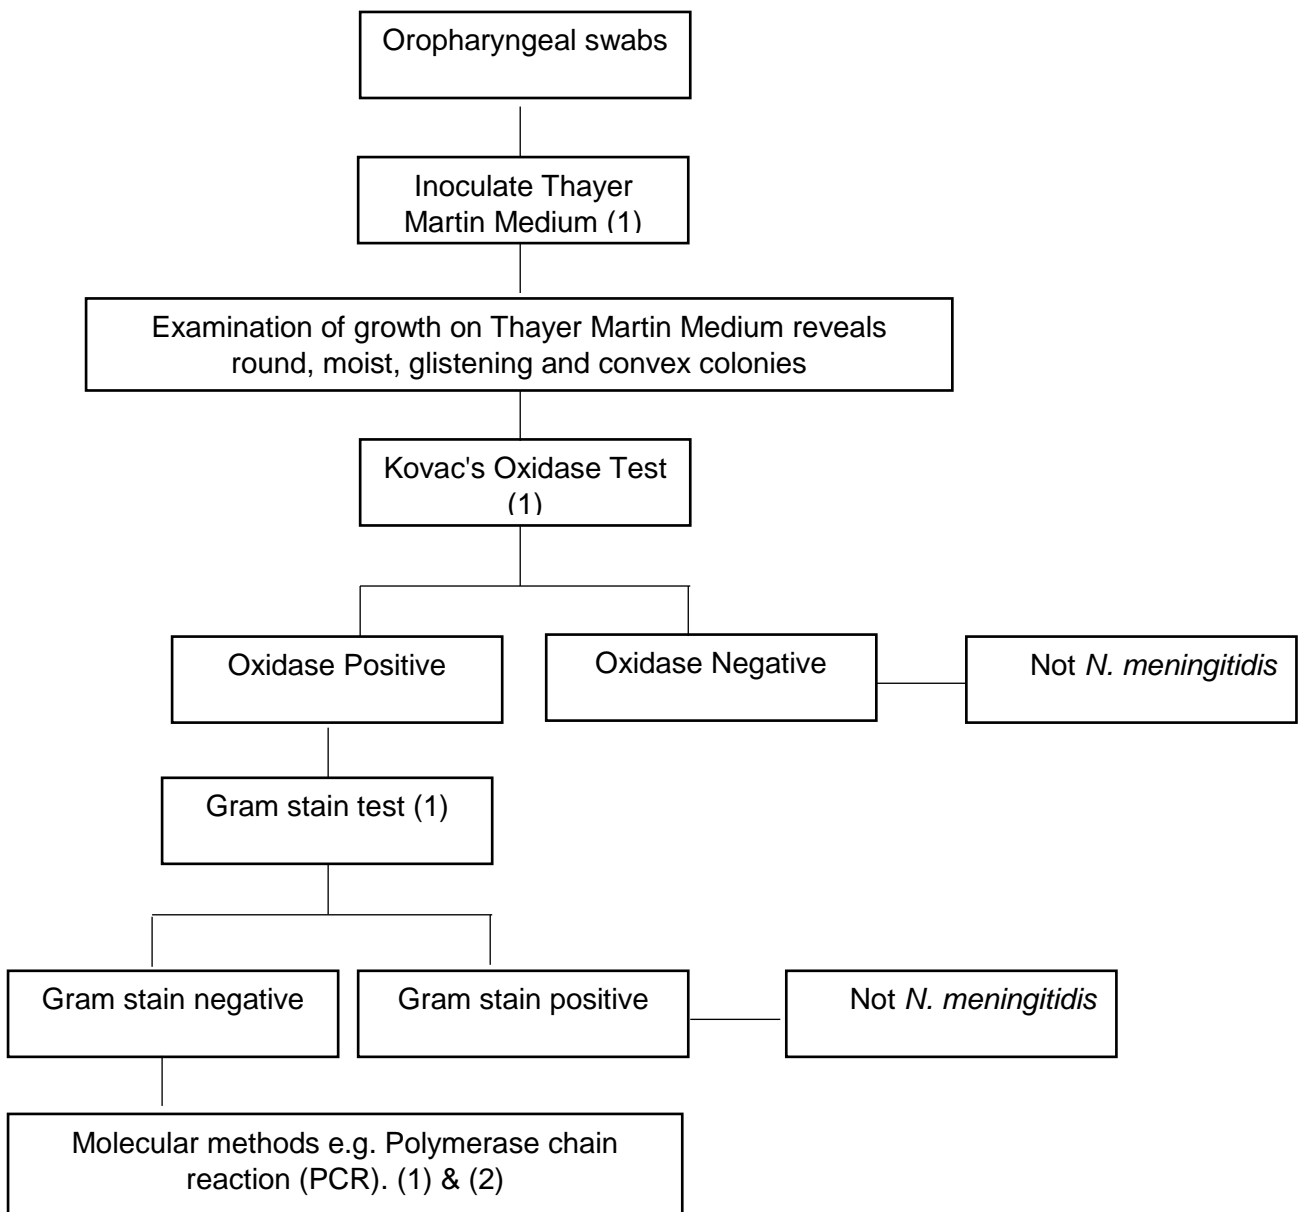 Oropharyngeal swabs
Inoculate Thayer
Martin Medium (1)
Examination of growth on Thayer Martin Medium reveals
round, moist, glistening and convex colonies
Kovac's Oxidase Test
(1)
Oxidase Positive
Oxidase Negative
Not N. meningitidis
Gram stain test (1)
Gram stain negative
Gram stain positive
Not N. meningitidis
Molecular methods e.g. Polymerase chain
reaction (PCR). (1) & (2)